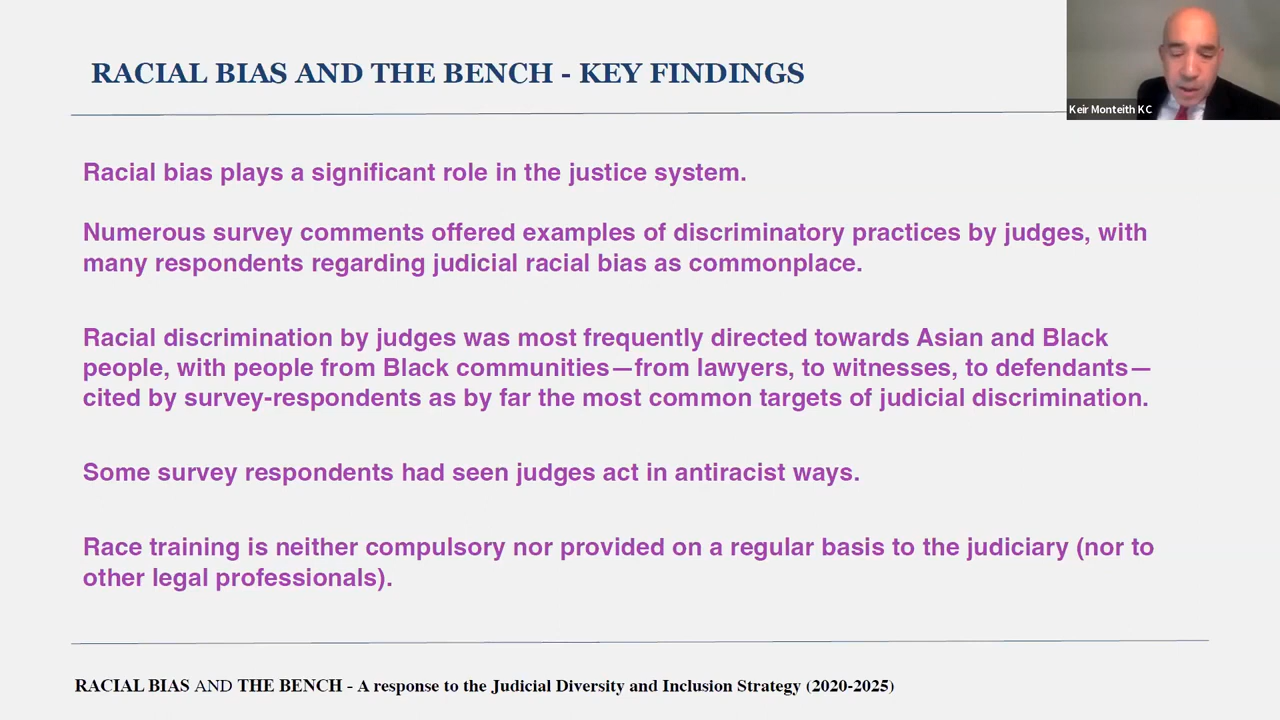 RACIAL BIAS AND THE BENCH - KEY FINDINGS
Keir Monteith KC
Racial bias plays a significant role in the justice system.
Numerous survey comments offered examples of discriminatory practices by judges, with
many respondents regarding judicial racial bias as commonplace.
Racial discrimination by judges was most frequently directed towards Asian and Black
people, with people from Black communities—from lawyers, to witnesses, to defendants—
cited by survey-respondents as by far the most common targets of judicial discrimination.
Some survey respondents had seen judges act in antiracist ways.
Race training is neither compulsory nor provided on a regular basis to the judiciary (nor to
other legal professionals).
RACIAL BIAS AND THE BENCH - A response to the Judicial Diversity and Inclusion Strategy (2020-2025)